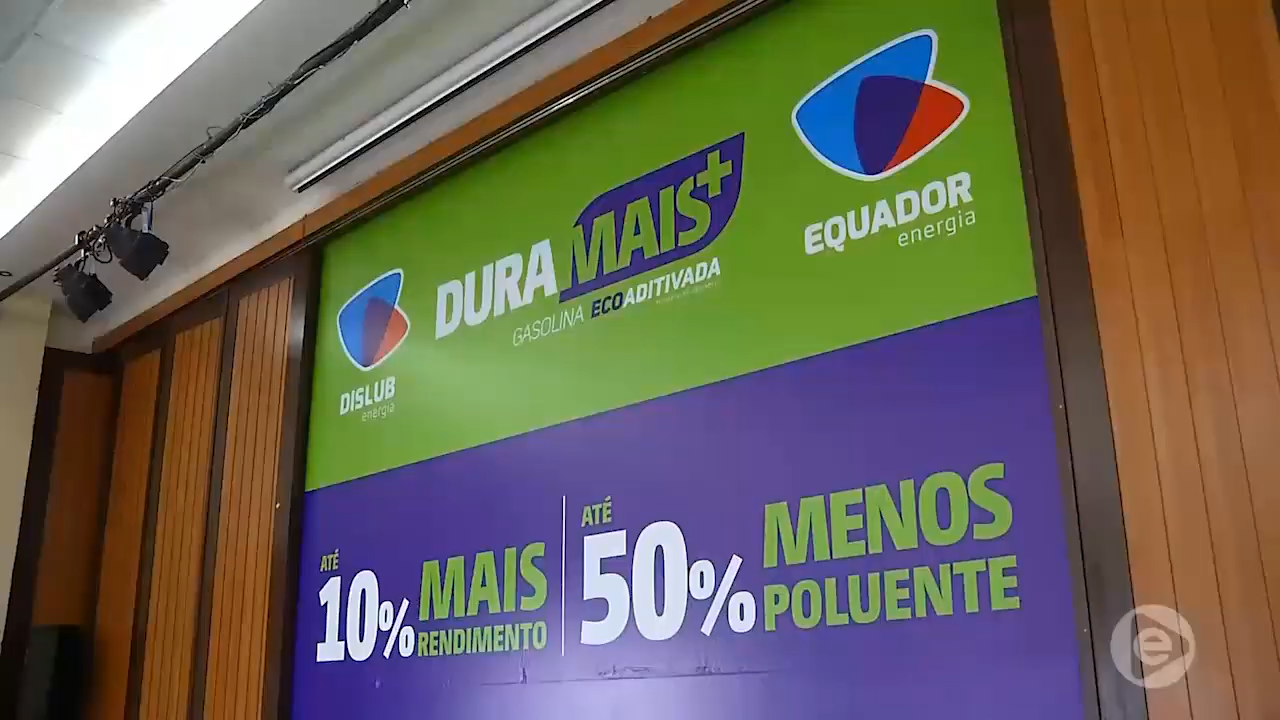 DISLUB
energia
DURA MAIS+
GASOLINA ECOADITIVADA
EQUADOR
energia
ATÉ
10% MAIS
RENDIMENTO
ATÉ
50% MENOS
POLUENTE
e